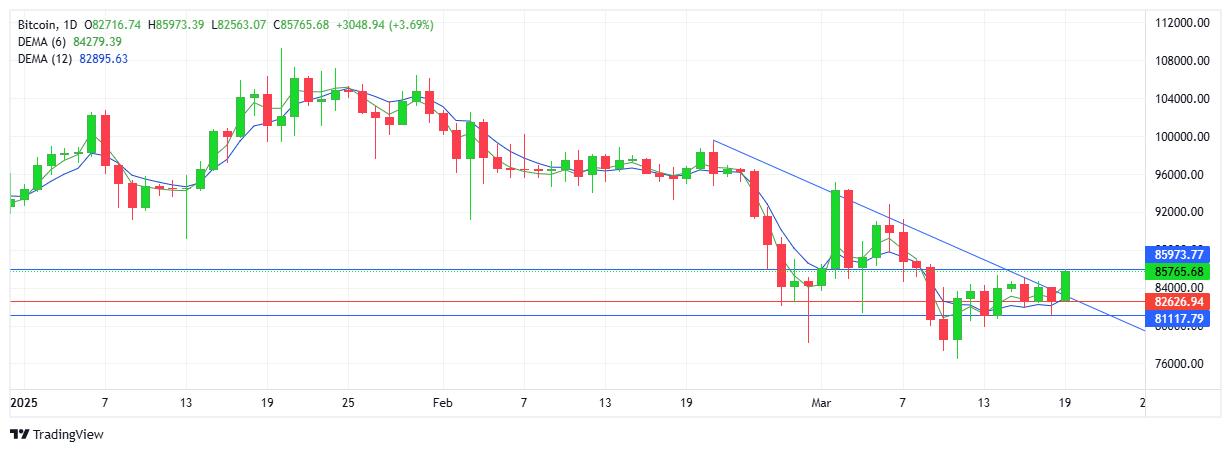 Bitcoin, 1D O82716.74 H85973.39 L82563.07 C85765.68 +3048.94 (+3.69%)
DEMA (6) 84279.39
DEMA (12) 82895.63
112000.00
108000.00
104000.00
100000.00
96000.00
92000.00
85973.77
85765.68
84000.00
82626.94
81117.79
76000.00
2025 7 13 19 25 Feb 7 13 19 Mar 7 13 19 2
TradingView